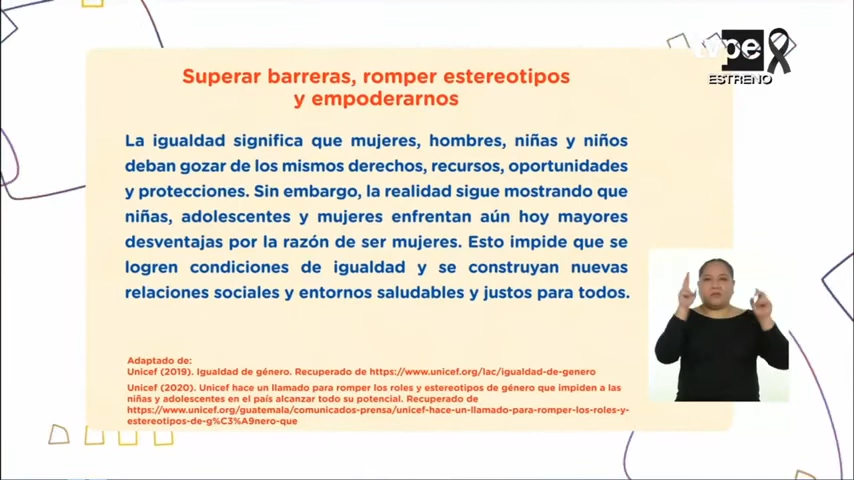 tvpe
ESTRENO
Superar barreras, romper estereotipos
y empoderarnos
La igualdad significa que mujeres, hombres, niñas y niños
deban gozar de los mismos derechos, recursos, oportunidades
y protecciones. Sin embargo, la realidad sigue mostrando que
niñas, adolescentes y mujeres enfrentan aún hoy mayores
desventajas por la razón de ser mujeres. Esto impide que se
logren condiciones de igualdad y se construyan nuevas
relaciones sociales y entornos saludables y justos para todos.
Adaptado de:
Unicef (2019). Igualdad de género. Recuperado de https://www.unicef.org/lac/igualdad-de-genero
Unicef (2020). Unicef hace un llamado para romper los roles y estereotipos de género que impiden a las
niñas y adolescentes en el país alcanzar todo su potencial. Recuperado de
https://www.unicef.org/guatemala/comunicados-prensa/unicef-hace-un-llamado-para-romper-los-roles-y-
estereotipos-de-g%C3%A9nero-que